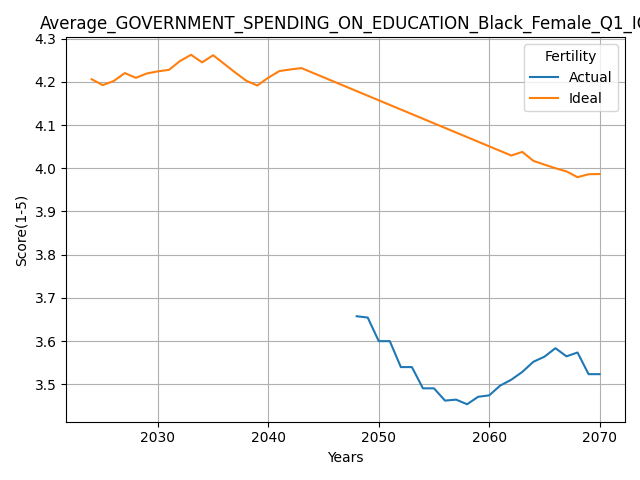 Average_GOVERNMENT_SPENDING_ON_EDUCATION_Black_Female_Q1_IC
Fertility
Actual
Ideal
Score(1-5)
4.3
4.2
4.1
4.0
3.9
3.8
3.7
3.6
3.5
2030 2040 2050 2060 2070
Years